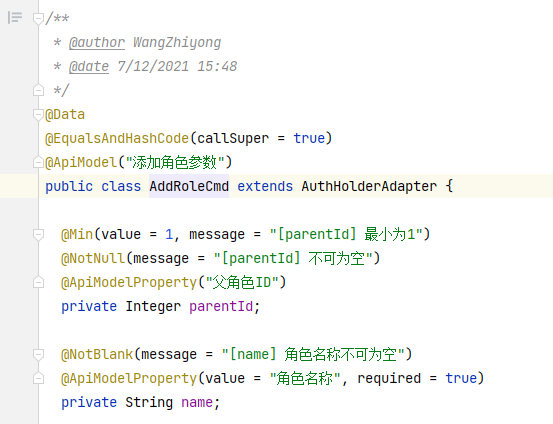 /**
 * @author WangZhiyong
 * @date 7/12/2021 15:48
 */
@Data
@EqualsAndHashCode(callSuper = true)
@ApiModel("添加角色参数")
public class AddRoleCmd extends AuthHolderAdapter {
@Min(value = 1, message = "[parentId] 最小为1")
@NotNull(message = "[parentId] 不可为空")
@ApiModelProperty("父角色ID")
private Integer parentId;
@NotBlank(message = "[name] 角色名称不可为空")
@ApiModelProperty(value = "角色名称", required = true)
private String name;